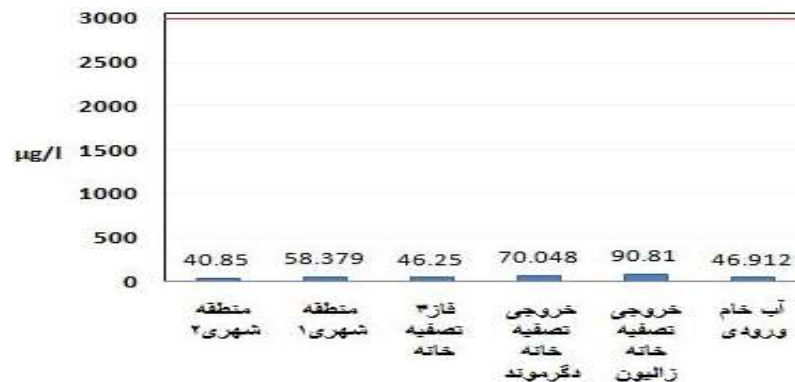 3000
2500
2000
µg/l
1500
1000
500
0
40.85
58.379
46.25
70.048
90.81
46.912
منطقه
شهری۲
منطقه
شهری۱
فاز۳
تصفیه
خانه
خروجی
تصفیه
خانه
دگرموند
خروجی
تصفیه
خانه
زالیون
آب خام
ورودی